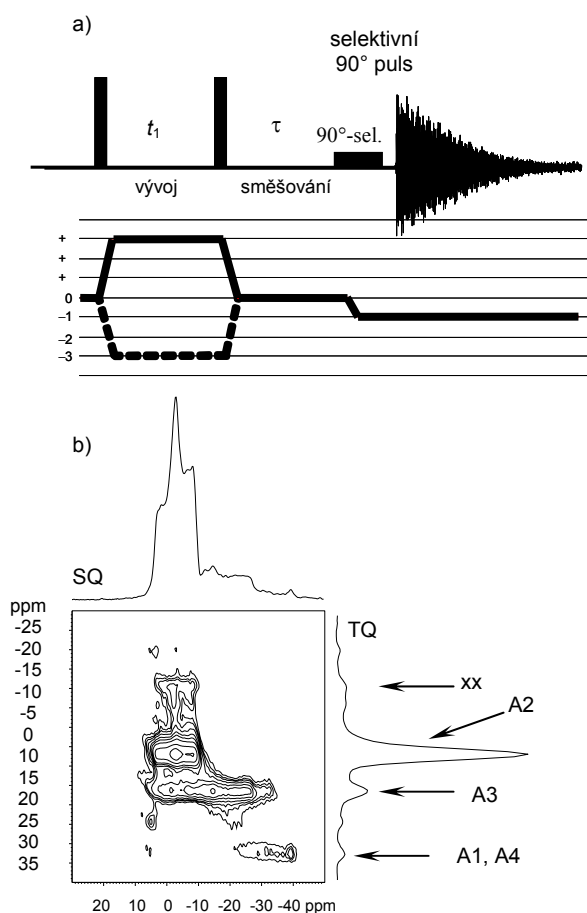 a)
selektivní
90° puls
t1
τ
90°-sel.
vývoj
směšování
+
+
+
0
–1
–2
–3
b)
SQ
ppm
TQ
-25
-20
-15
-10
-5
0
10
15
20
25
30
35
xx
A2
A3
A1, A4
20 10 0 -10 -20 -30 -40 ppm